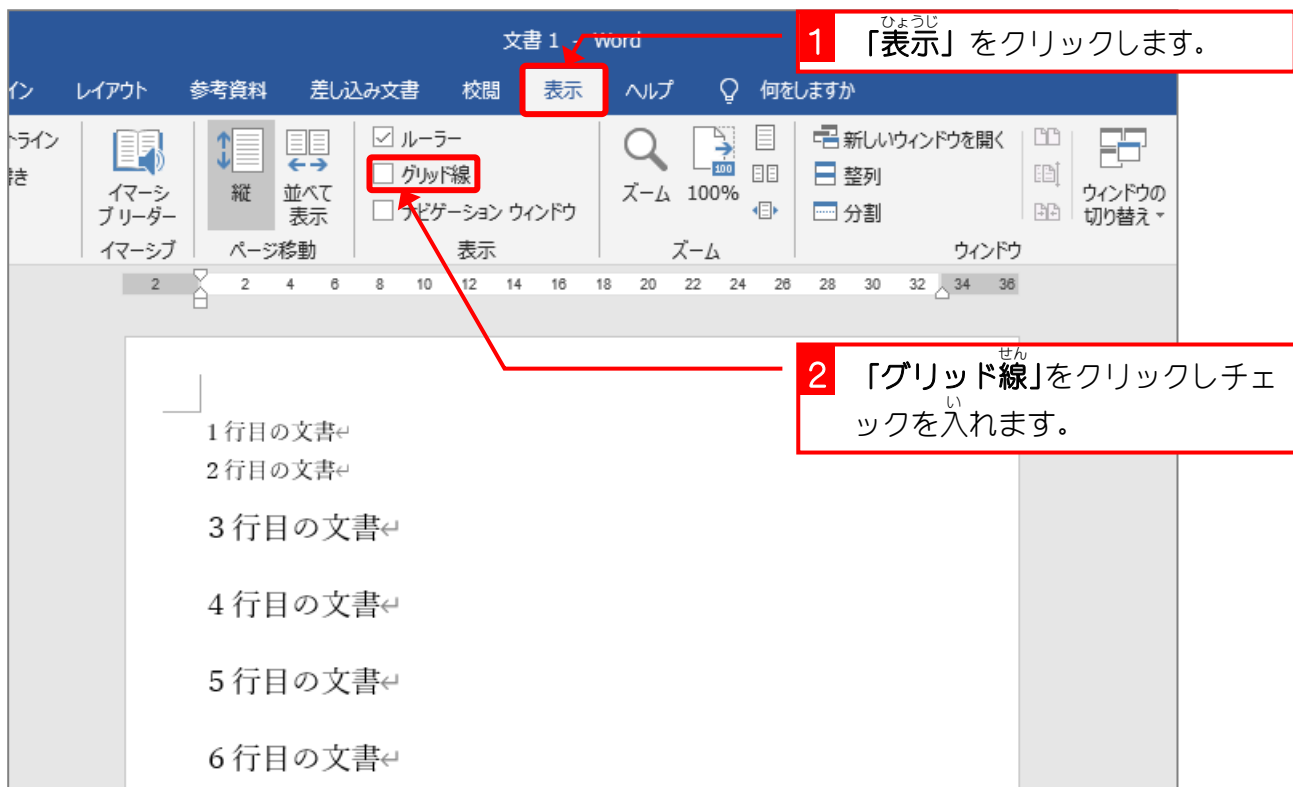 文書 1 - Word
1 「表示」をクリックします。
ひょうじ
イン レイアウト 参考資料 差し込み文書 校閲 表示 ヘルプ 何をしますか
トライン
書き
イマーシ
ブ リーダー
イマーシブ
縦
並べて
表示
ページ移動
ルーラー
グリッド線
ナビゲーション ウィンドウ
表示
ズーム
100
100%
ズーム
新しいウィンドウを開く
整列
分割
ウィンドウの
切り替え
ウィンドウ
2 2 4 6 8 10 12 14 16 18 20 22 24 26 28 30 32 34 36
せん
2 「グリッド線」をクリックしチェ
い
ックを入れます。
1 行目の文書↵
2 行目の文書↵
3 行目の文書↵
4 行目の文書↵
5 行目の文書↵
6 行目の文書↵